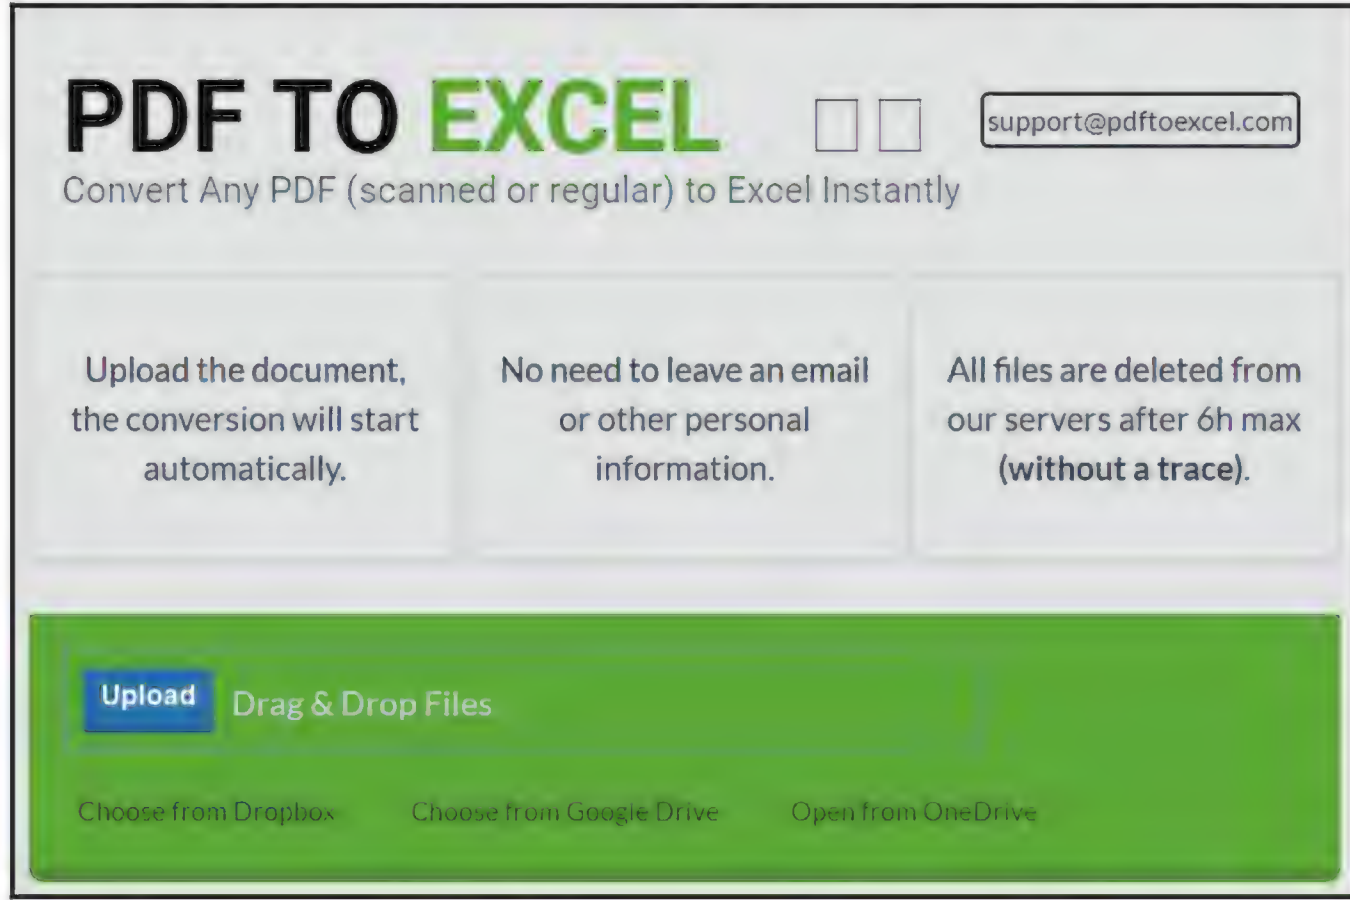 PDF TO EXCEL
support@pdftoexcel.com
Convert Any PDF (scanned or regular) to Excel Instantly
Upload the document,
the conversion will start
automatically.
No need to leave an email
or other personal
information.
All files are deleted from
our servers after 6h max
(without a trace).
Upload Drag & Drop Files
Choose from Dropbox Choose from Google Drive Open from OneDrive